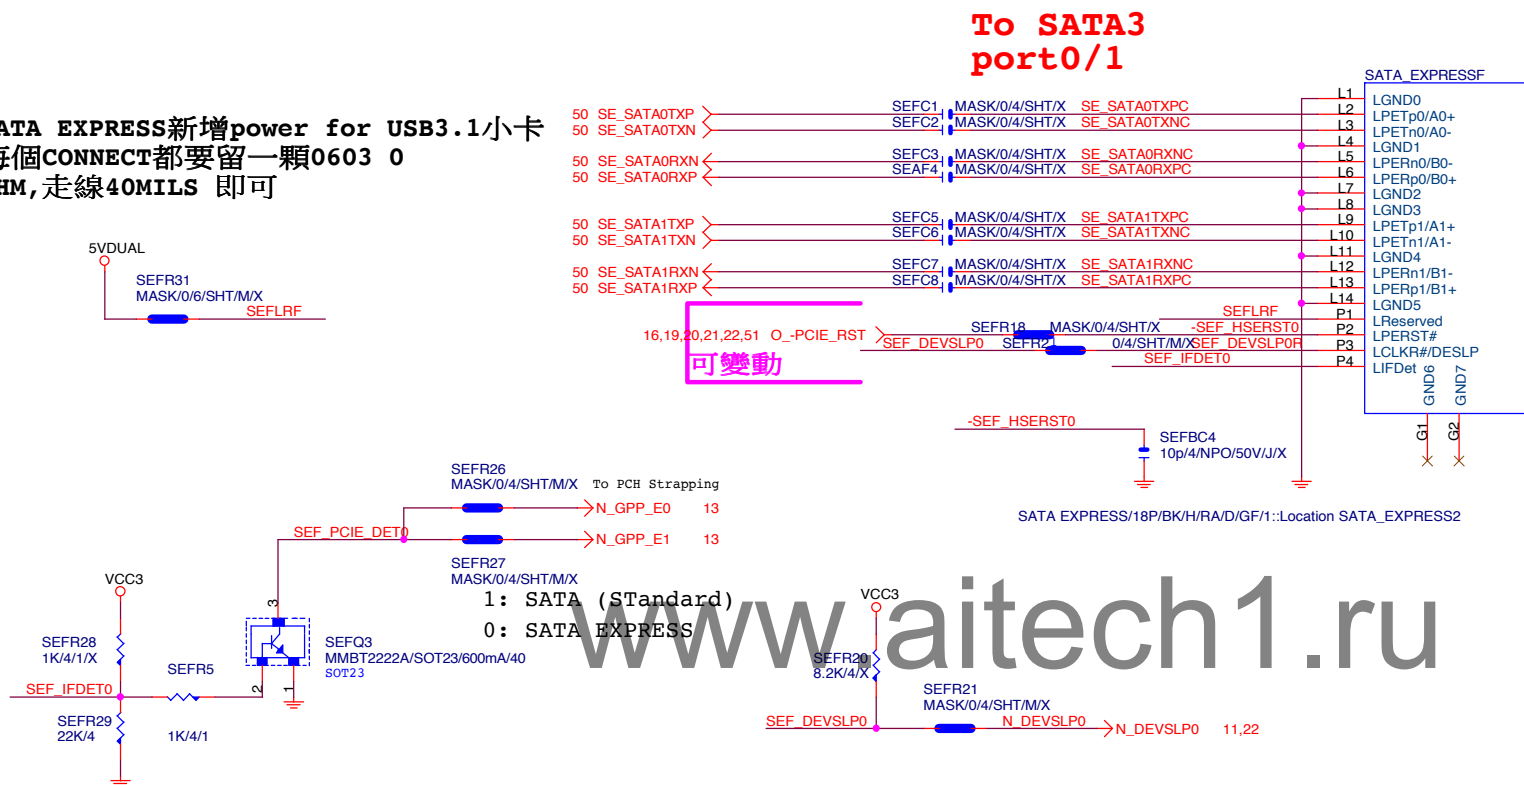 To SATA3
port0/1
SATA_EXPRESSF
ATA EXPRESS新增power for USB3.1小卡
每個CONNECT都要留一顆0603 0
HM,走線40MILS 即可
50 SE_SATA0TXP SEFC1 MASK/0/4/SHT/X SE_SATA0TXPC
50 SE_SATA0TXN SEFC2 MASK/0/4/SHT/X SE_SATA0TXNC
50 SE_SATA0RXN SEFC3 MASK/0/4/SHT/X SE_SATA0RXNC
50 SE_SATA0RXP SEAF4 MASK/0/4/SHT/X SE_SATA0RXPC
50 SE_SATA1TXP SEFC5 MASK/0/4/SHT/X SE_SATA1TXPC
50 SE_SATA1TXN SEFC6 MASK/0/4/SHT/X SE_SATA1TXNC
50 SE_SATA1RXN SEFC7 MASK/0/4/SHT/X SE_SATA1RXNC
50 SE_SATA1RXP SEFC8 MASK/0/4/SHT/X SE_SATA1RXPC
L1 LGND0
L2 LPETp0/A0+
L3 LPETn0/A0-
L4 LGND1
L5 LPERn0/B0-
L6 LPERp0/B0+
L7 LGND2
L8 LGND3
L9 LPETp1/A1+
L10 LPETn1/A1-
L11 LGND4
L12 LPERn1/B1-
L13 LPERp1/B1+
L14 LGND5
P1 LReserved
P2 LPERST#
P3 LCLKR#/DESLP
P4 LIFDet
GND6
GND7
G1
G2
5VDUAL
SEFR31
MASK/0/6/SHT/M/X
SEFLRF
SEFLRF
16,19,20,21,22,51 O_-PCIE_RST SEFR18 MASK/0/4/SHT/X -SEF_HSERST0
SEF_DEVSLP0 SEFR21 0/4/SHT/M/X SEF_DEVSLP0R
SEF_IFDET0
可變動
-SEF_HSERST0
SEFBC4
10p/4/NPO/50V/J/X
SATA EXPRESS/18P/BK/H/RA/D/GF/1::Location SATA_EXPRESS2
SEFR26
MASK/0/4/SHT/M/X
To PCH Strapping
N_GPP_E0 13
SEF_PCIE_DET0
N_GPP_E1 13
SEFR27
MASK/0/4/SHT/M/X
1: SATA (STandard)
0: SATA EXPRESS
VCC3
SEFR28
1K/4/1/X
SEFR5
1K/4/1
SEF_IFDET0
SEFR29
22K/4
3
2
1
SEFQ3
MMBT2222A/SOT23/600mA/40
SOT23
VCC3
SEFR20
8.2K/4/X
SEFR21
MASK/0/4/SHT/M/X
SEF_DEVSLP0 N_DEVSLP0 N_DEVSLP0 11,22
www.aitech1.ru